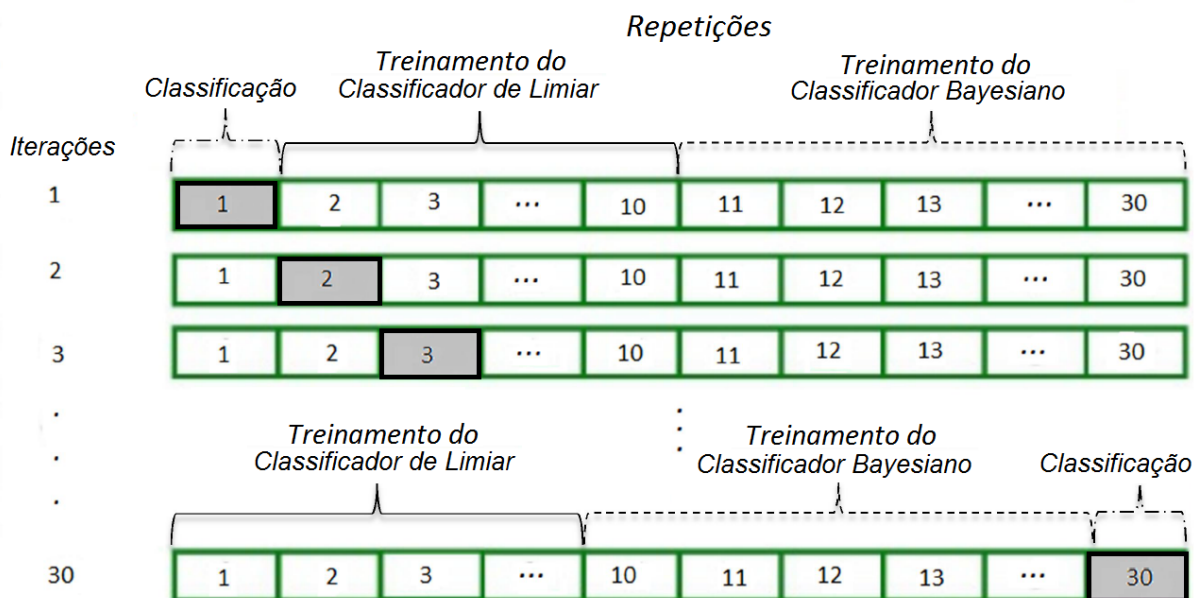 Repetições
Treinamento do
Classificador de Limiar
Treinamento do
Classificador Bayesiano
Classificação
Iterações
1
1 2 3 ... 10 11 12 13 ... 30
2
1 2 3 ... 10 11 12 13 ... 30
3
1 2 3 ... 10 11 12 13 ... 30
.
.
.
Treinamento do
Classificador de Limiar
Treinamento do
Classificador Bayesiano
Classificação
30
1 2 3 ... 10 11 12 13 ... 30